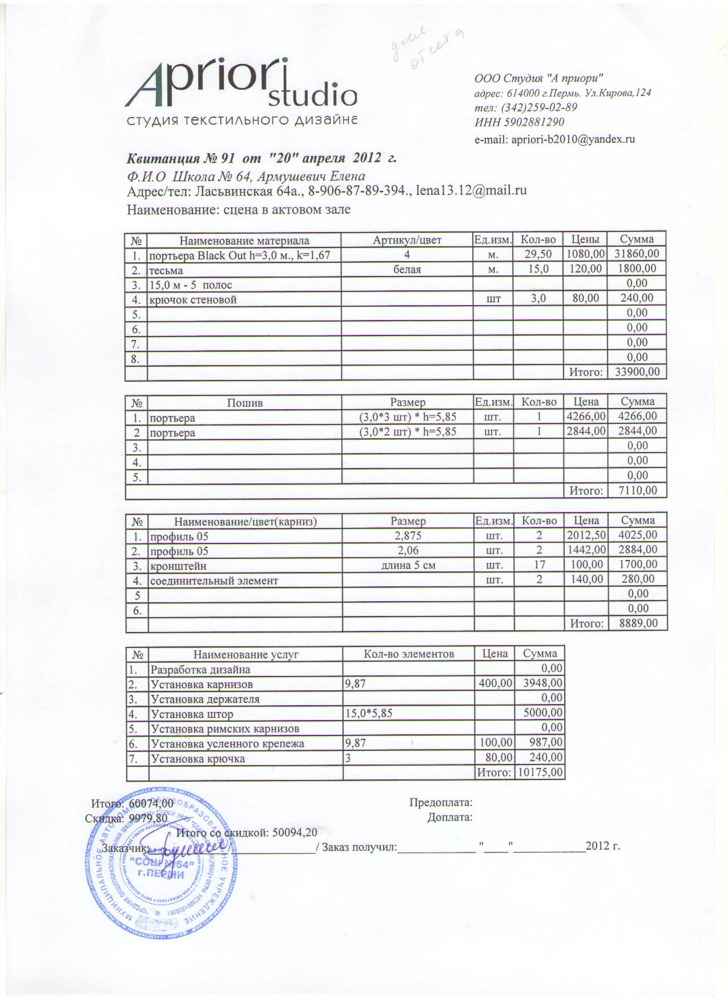 для
отчета
Apriori
studio
студия текстильного дизайна
ООО Студия "А приори"
адрес: 614000 г.Пермь. Ул.Кирова,124
тел: (342)259-02-89
ИНН 5902881290
e-mail: apriori-b2010@yandex.ru
Квитанция № 91 от "20" апреля 2012 г.
Ф.И.О Школа № 64, Армушевич Елена
Адрес/тел: Ласьвинская 64а., 8-906-87-89-394., lena13.12@mail.ru
Наименование: сцена в актовом зале
№ Наименование материала Артикул/цвет Ед.изм. Кол-во Цены Сумма
1. портьера Black Out h=3,0 м., k=1,67 4 м. 29,50 1080,00 31860,00
2. тесьма белая м. 15,0 120,00 1800,00
3. 15,0 м - 5 полос 0,00
4. крючок стеновой шт 3,0 80,00 240,00
5. 0,00
6. 0,00
7. 0,00
8. 0,00
Итого: 33900,00
№ Пошив Размер Ед.изм. Кол-во Цена Сумма
1. портьера (3,0*3 шт) * h=5,85 шт. 1 4266,00 4266,00
2 портьера (3,0*2 шт) * h=5,85 шт. 1 2844,00 2844,00
3. 0,00
4. 0,00
5. 0,00
Итого: 7110,00
№ Наименование/цвет(карниз) Размер Ед.изм. Кол-во Цена Сумма
1. профиль 05 2,875 шт. 2 2012,50 4025,00
2. профиль 05 2,06 шт. 2 1442,00 2884,00
3. кронштейн длина 5 см шт. 17 100,00 1700,00
4. соединительный элемент шт. 2 140,00 280,00
5 0,00
6. 0,00
Итого: 8889,00
№ Наименование услуг Кол-во элементов Цена Сумма
1. Разработка дизайна 0,00
2. Установка карнизов 9,87 400,00 3948,00
3. Установка держателя 0,00
4. Установка штор 15,0*5,85 5000,00
5. Установка римских карнизов 0,00
6. Установка усленного крепежа 9,87 100,00 987,00
7. Установка крючка 3 80,00 240,00
Итого: 10175,00
Итого: 60074,00 Предоплата:
Скидка: 9979,80 Доплата:
Итого со скидкой: 50094,20
Заказчик:______________/______________/ Заказ получил:_____________ "____"____________2012 г.
МУНИЦИПАЛЬНОЕ АВТОНОМНОЕ ОБЩЕОБРАЗОВАТЕЛЬНОЕ УЧРЕЖДЕНИЕ
"СОШ №64"
г.ПЕРМИ